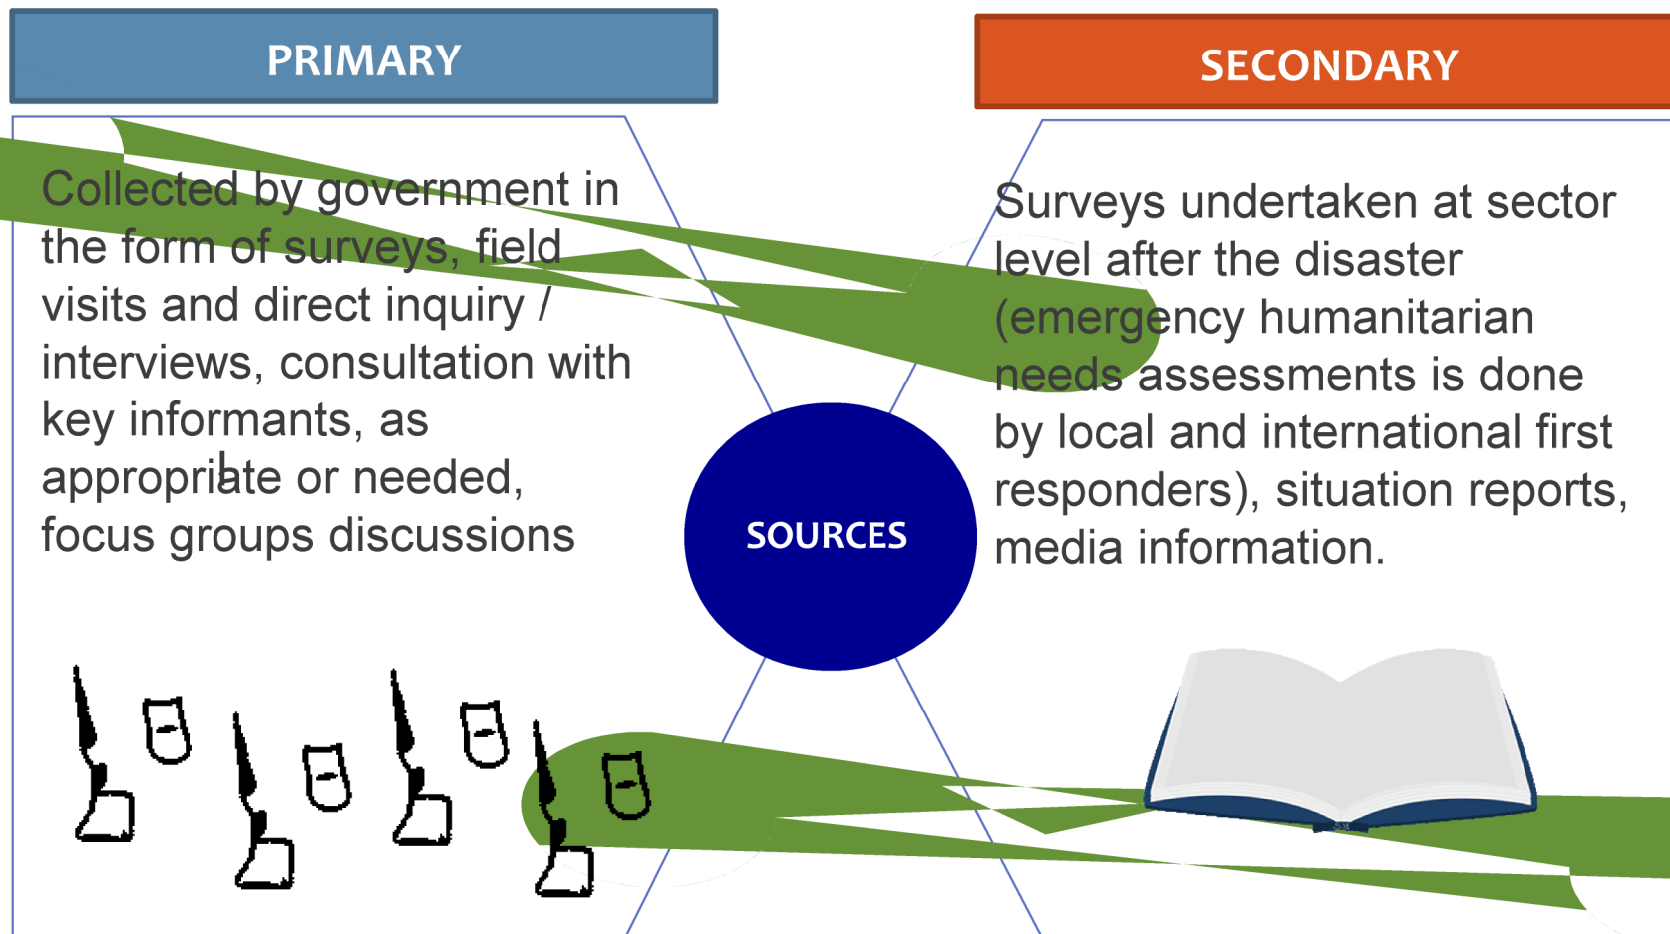 PRIMARY
Collected by government in
the form of surveys, field
visits and direct inquiry /
interviews, consultation with
key informants, as
appropriate or needed,
focus groups discussions
SOURCES
SECONDARY
Surveys undertaken at sector
level after the disaster
(emergency humanitarian
needs assessments is done
by local and international first
responders), situation reports,
media information.